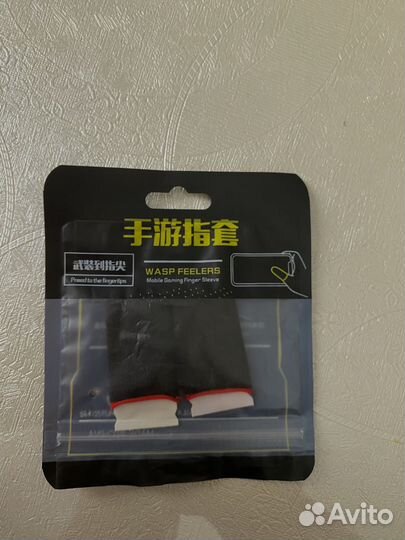 手游指套
武装到指尖
Preed to the fingertips
WASP FEELERS
Mobile Gaming Finger Sleeve
Avito